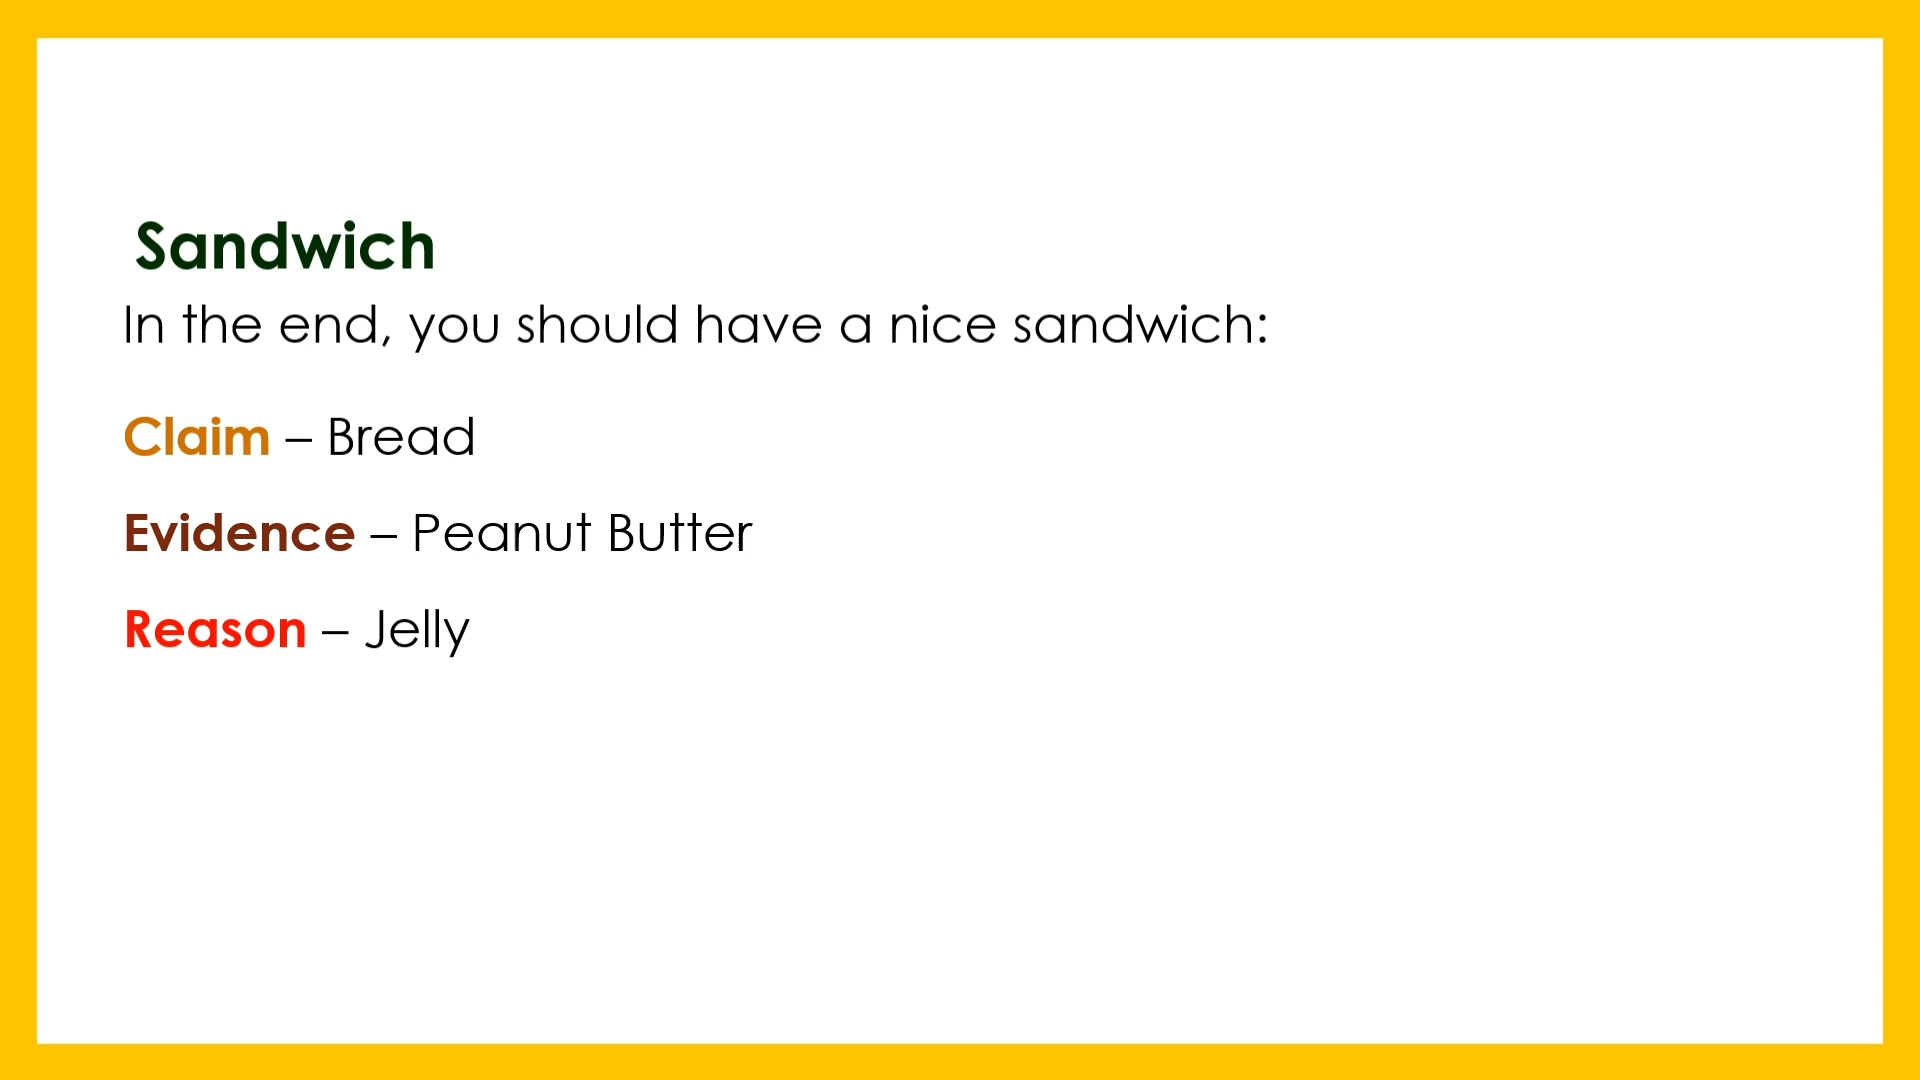 Sandwich
In the end, you should have a nice sandwich:
Claim – Bread
Evidence – Peanut Butter
Reason – Jelly